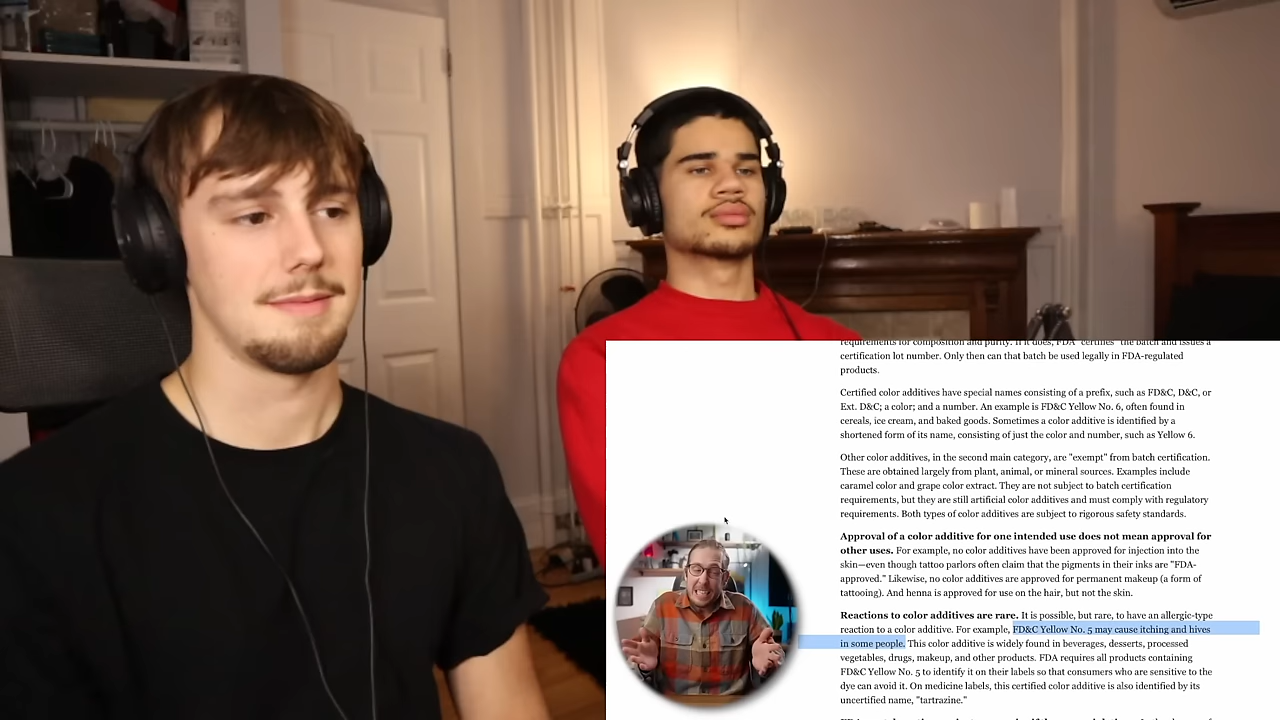 requirements for composition and purity. If it does, FDA "certifies" the batch and issues a
certification lot number. Only then can that batch be used legally in FDA-regulated
products.
Certified color additives have special names consisting of a prefix, such as FD&C, D&C, or
Ext. D&C; a color; and a number. An example is FD&C Yellow No. 6, often found in
cereals, ice cream, and baked goods. Sometimes a color additive is identified by a
shortened form of its name, consisting of just the color and number, such as Yellow 6.
Other color additives, in the second main category, are "exempt" from batch certification.
These are obtained largely from plant, animal, or mineral sources. Examples include
caramel color and grape color extract. They are not subject to batch certification
requirements, but they are still artificial color additives and must comply with regulatory
requirements. Both types of color additives are subject to rigorous safety standards.
Approval of a color additive for one intended use does not mean approval for
other uses. For example, no color additives have been approved for injection into the
skin—even though tattoo parlors often claim that the pigments in their inks are "FDA-
approved." Likewise, no color additives are approved for permanent makeup (a form of
tattooing). And henna is approved for use on the hair, but not the skin.
Reactions to color additives are rare. It is possible, but rare, to have an allergic-type
reaction to a color additive. For example, FD&C Yellow No. 5 may cause itching and hives
in some people. This color additive is widely found in beverages, desserts, processed
vegetables, drugs, makeup, and other products. FDA requires all products containing
FD&C Yellow No. 5 to identify it on their labels so that consumers who are sensitive to the
dye can avoid it. On medicine labels, this certified color additive is also identified by its
uncertified name, "tartrazine."